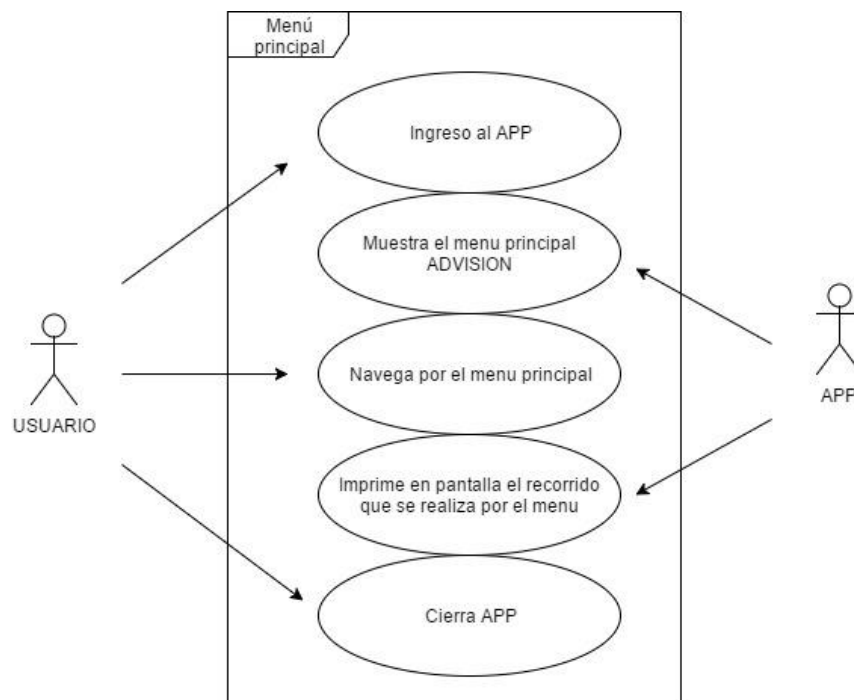 Menú
principal
Ingreso al APP
Muestra el menu principal
ADVISION
Navega por el menu principal
USUARIO
APP
Imprime en pantalla el recorrido
que se realiza por el menu
Cierra APP